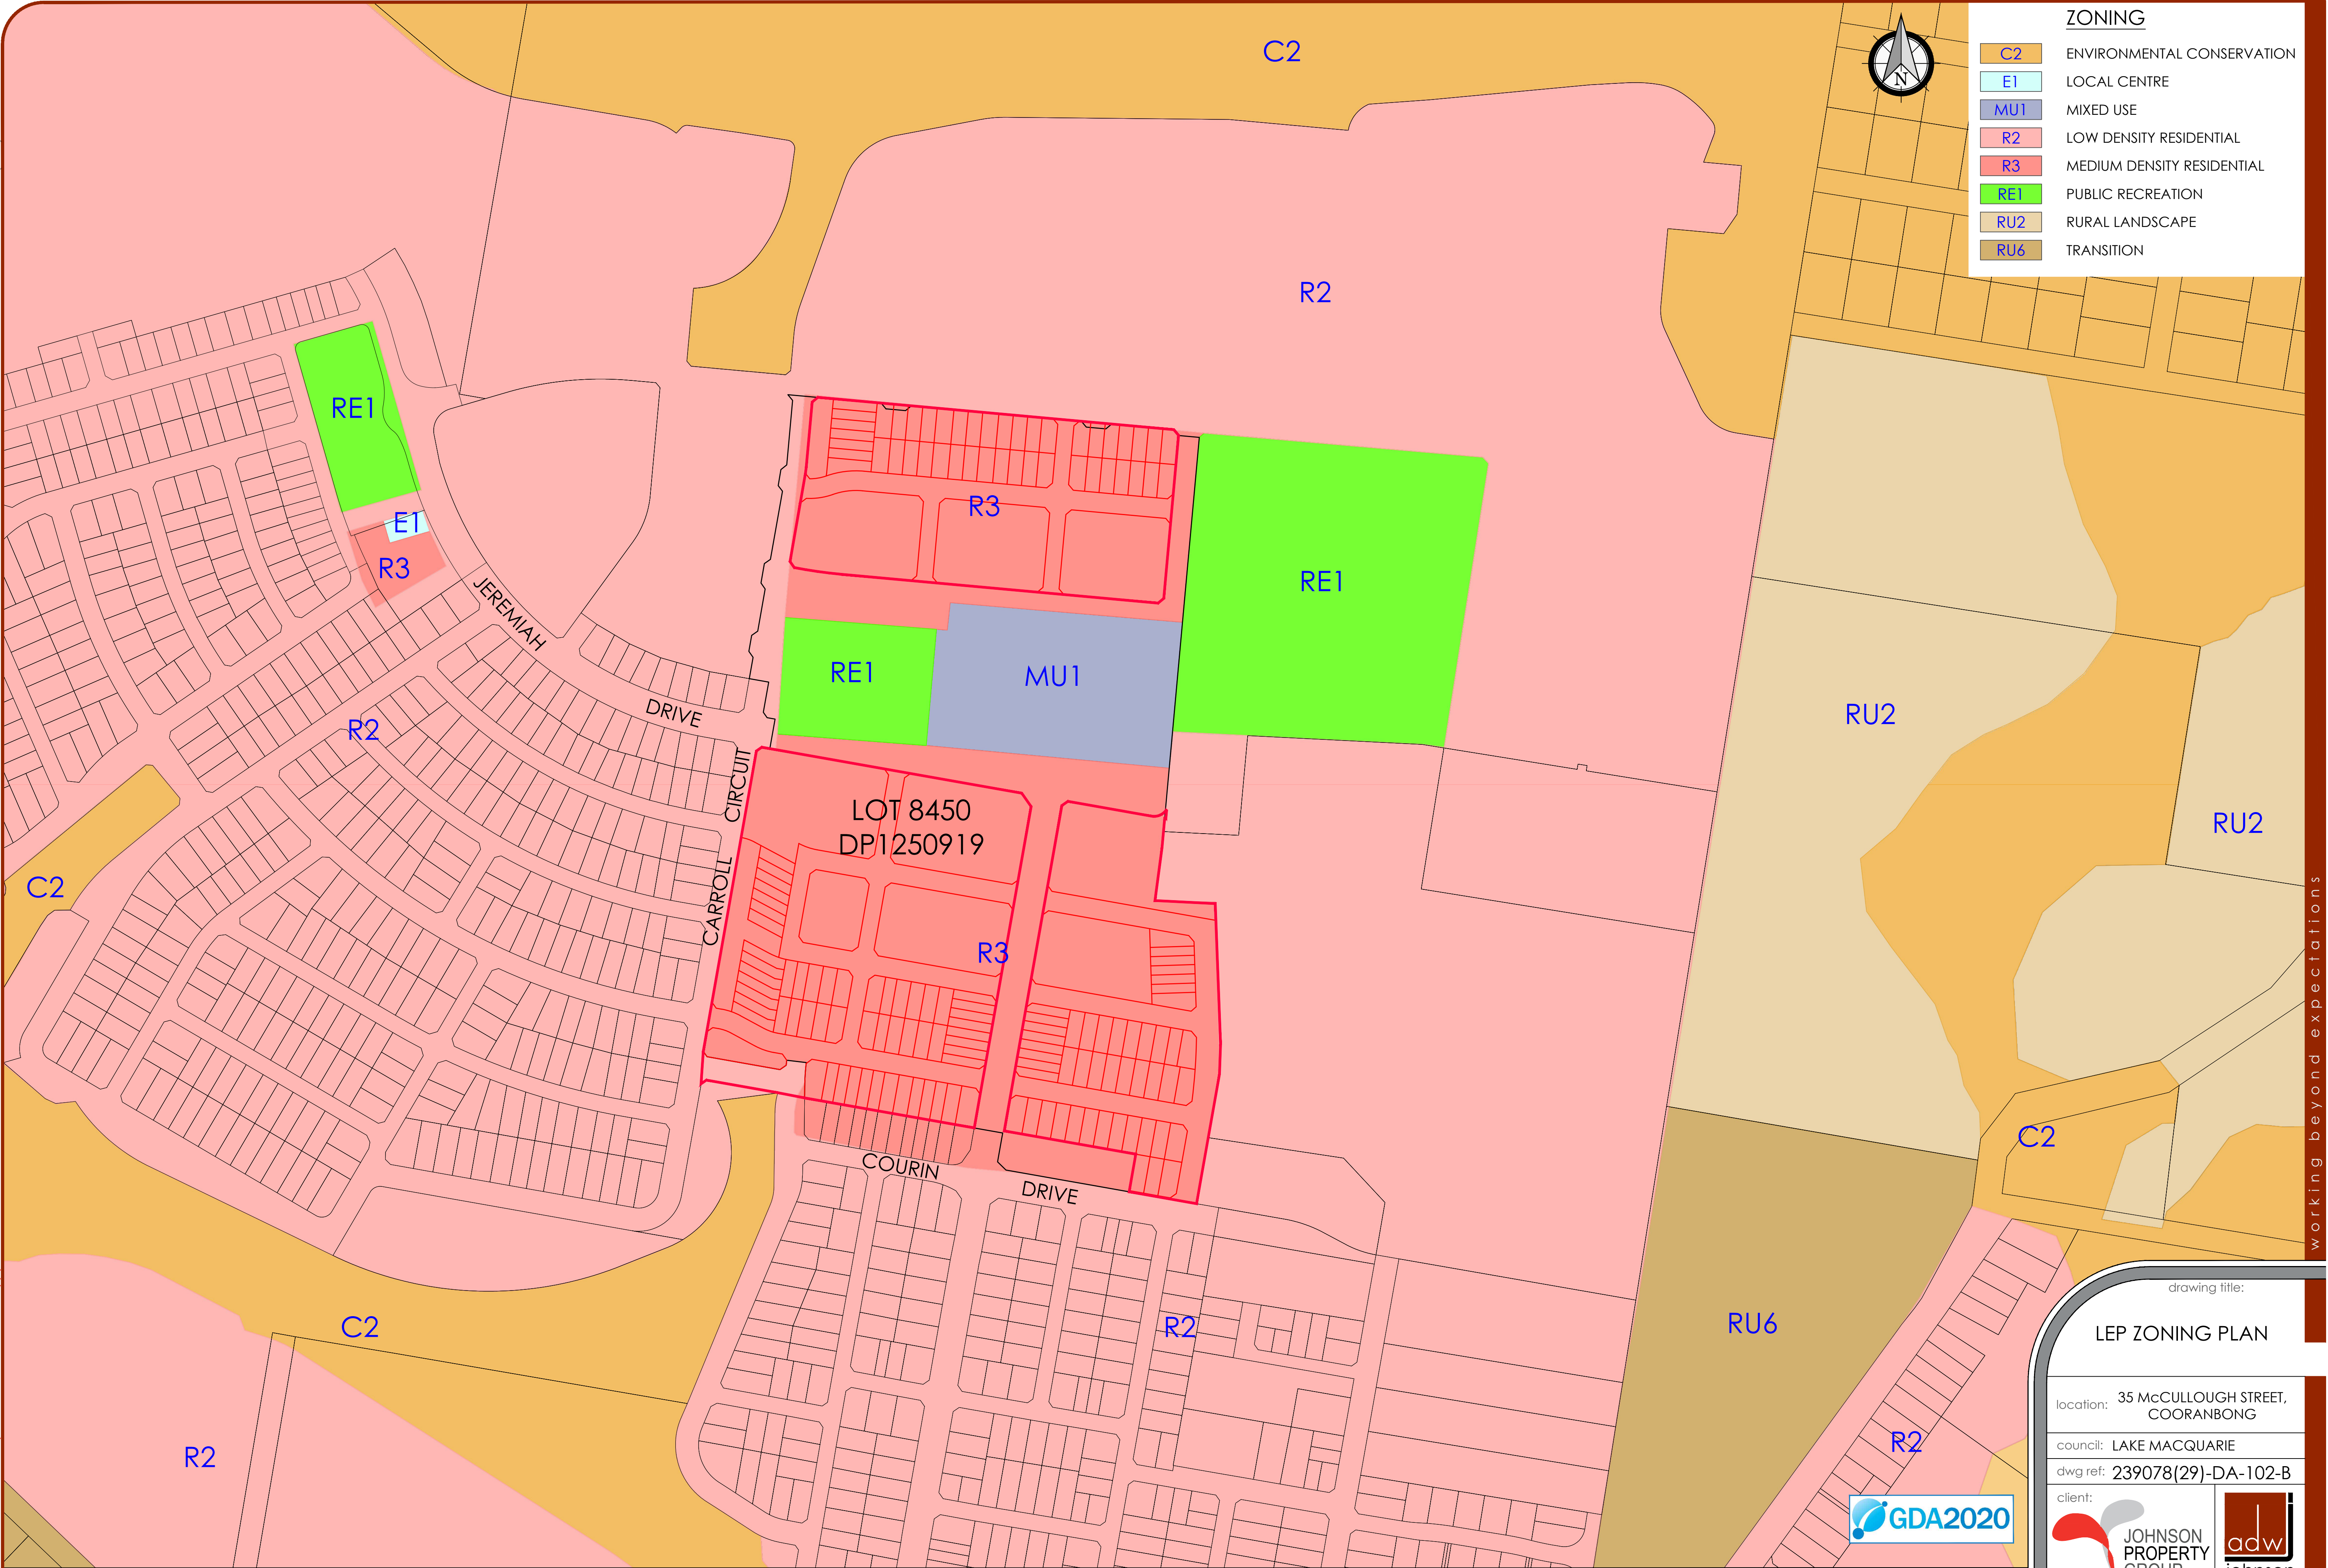 ZONING
C2 ENVIRONMENTAL CONSERVATION
E1 LOCAL CENTRE
MU1 MIXED USE
R2 LOW DENSITY RESIDENTIAL
R3 MEDIUM DENSITY RESIDENTIAL
RE1 PUBLIC RECREATION
RU2 RURAL LANDSCAPE
RU6 TRANSITION
N
C2
R2
RE1
E1
R3
R3
RE1
JEREMIAH
DRIVE
RE1
MU1
R2
RU2
RU2
CIRCUIT
CARROLL
LOT 8450
DP1250919
C2
R3
C2
COURIN
DRIVE
C2
R2
RU6
R2
R2
working beyond expectations
drawing title:
LEP ZONING PLAN
location: 35 McCULLOUGH STREET,
COORANBONG
council: LAKE MACQUARIE
dwg ref: 239078(29)-DA-102-B
client:
JOHNSON
PROPERTY
GROUP
adwj
johnson
GDA2020